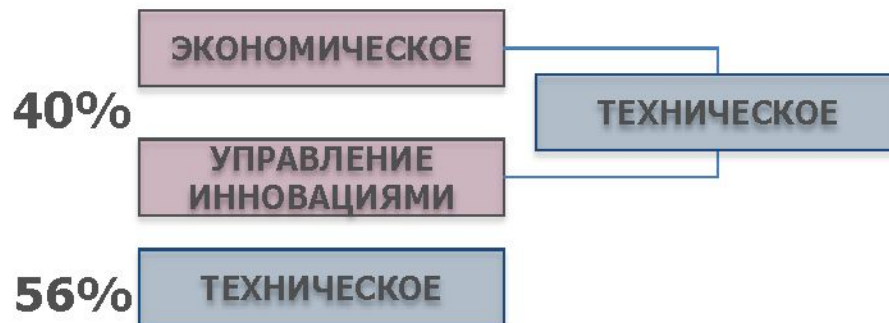 ЭКОНОМИЧЕСКОЕ
40%
ТЕХНИЧЕСКОЕ
УПРАВЛЕНИЕ
ИННОВАЦИЯМИ
56%
ТЕХНИЧЕСКОЕ